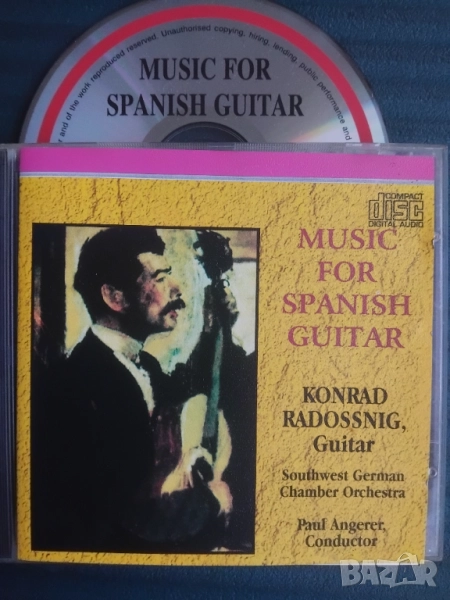 r and of the work reproduced reserved. Unauthorised copying, hiring, lending, public performance and
MUSIC FOR
SPANISH GUITAR
COMPACT
disc
DIGITAL AUDIO
MUSIC
FOR
SPANISH
GUITAR
KONRAD
RADOSSNIG,
Guitar
Southwest German
Chamber Orchestra
Paul Angerer,
Conductor
BAZAR